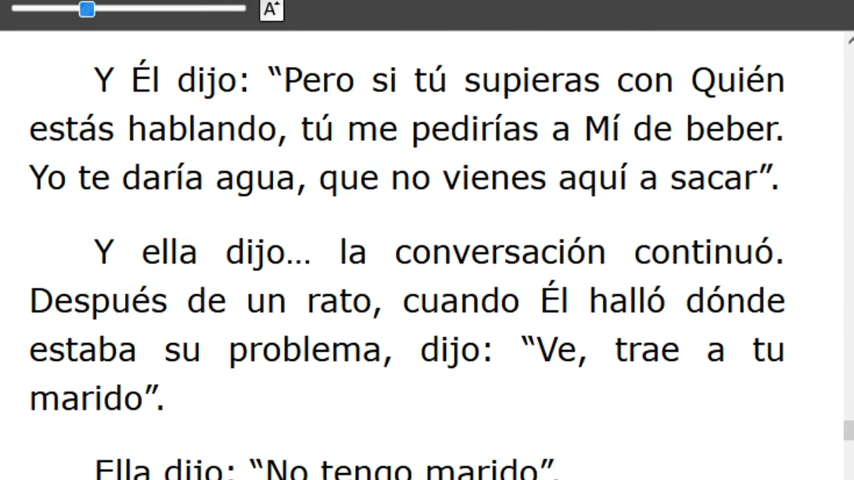 A
Y Él dijo: “Pero si tú supieras con Quién
estás hablando, tú me pedirías a Mí de beber.
Yo te daría agua, que no vienes aquí a sacar”.
Y ella dijo… la conversación continuó.
Después de un rato, cuando Él halló dónde
estaba su problema, dijo: “Ve, trae a tu
marido”.
Ella dijo: “No tengo marido”.